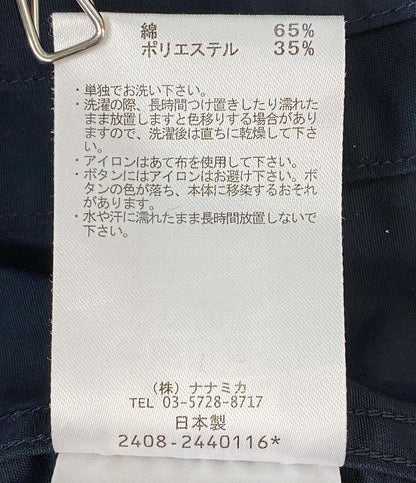 綿 65%
ポリエステル 35%
・単独でお洗い下さい。
・洗濯の際、長時間つけ置きしたり濡れた
まま放置しますと色移りする場合があり
ますので、洗濯後は直ちに乾燥して下さ
い。
・アイロンはあて布を使用して下さい。
・ボタンにはアイロンはお避け下さい。ボ
タンの色が落ち、本体に移染するおそれ
があります。
・水や汗に濡れたまま長時間放置しないで
下さい。
(株) ナナミカ
TEL 03-5728-8717
日本製
2408-2440116*